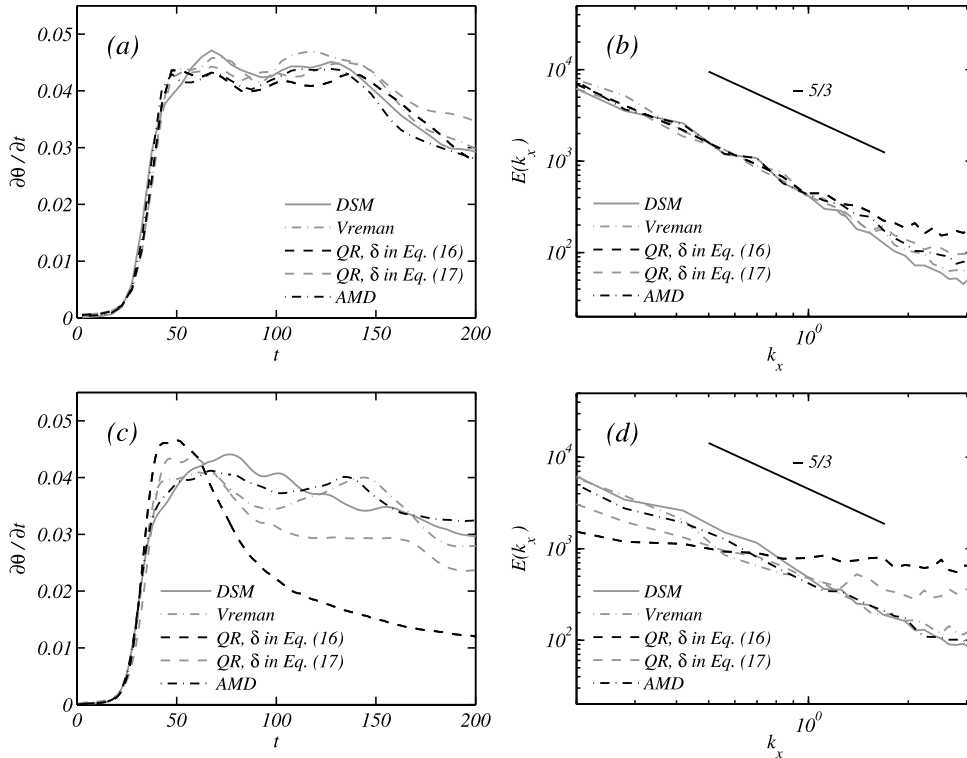 (a)
0.05
0.04
0.03
0.02
0.01
0
∂θ / ∂t
DSM
Vreman
QR, δ in Eq. (16)
QR, δ in Eq. (17)
AMD
0 50 100 150 200
t
(b)
10^4
10^3
10^2
E(k_x)
− 5/3
DSM
Vreman
QR, δ in Eq. (16)
QR, δ in Eq. (17)
AMD
10^0
k_x
(c)
0.05
0.04
0.03
0.02
0.01
0
∂θ / ∂t
DSM
Vreman
QR, δ in Eq. (16)
QR, δ in Eq. (17)
AMD
0 50 100 150 200
t
(d)
10^4
10^3
10^2
E(k_x)
− 5/3
DSM
Vreman
QR, δ in Eq. (16)
QR, δ in Eq. (17)
AMD
10^0
k_x